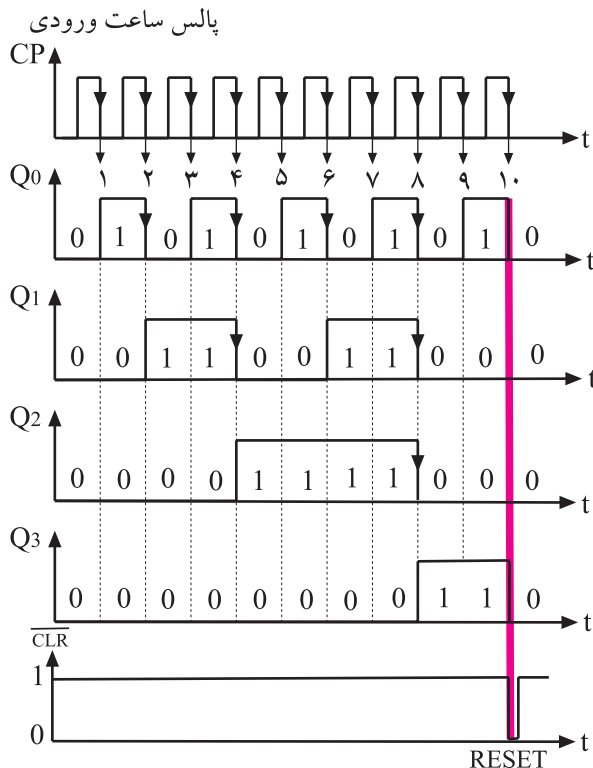 پالس ساعت ورودی
CP
t
۱ ۲ ۳ ۴ ۵ ۶ ۷ ۸ ۹ ۱۰
Q0
0 1 0 1 0 1 0 1 0 1 0
t
Q1
0 0 1 1 0 0 1 1 0 0 0
t
Q2
0 0 0 0 1 1 1 1 0 0 0
t
Q3
0 0 0 0 0 0 0 0 1 1 0
t
CLR
1
0
t
RESET